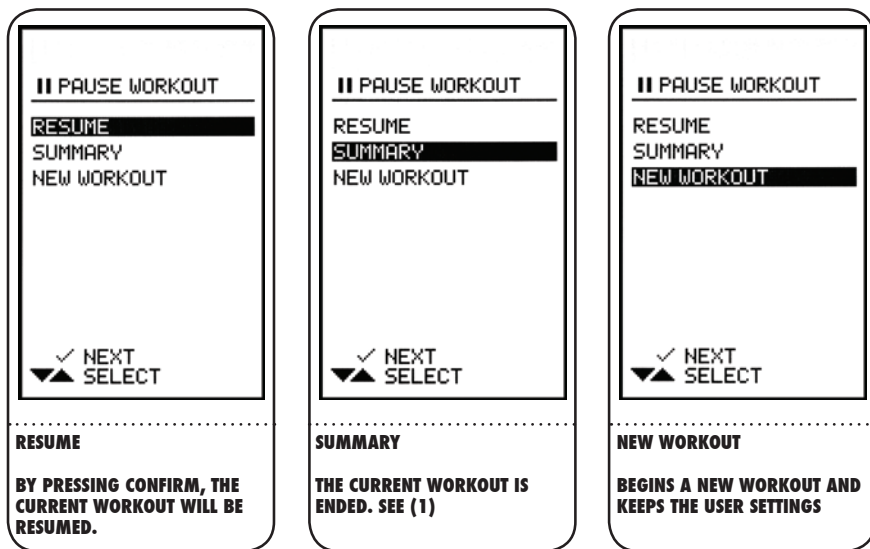 II PAUSE WORKOUT
RESUME
SUMMARY
NEW WORKOUT
✓ NEXT
▼▲ SELECT
RESUME
BY PRESSING CONFIRM, THE
CURRENT WORKOUT WILL BE
RESUMED.
II PAUSE WORKOUT
RESUME
SUMMARY
NEW WORKOUT
✓ NEXT
▼▲ SELECT
SUMMARY
THE CURRENT WORKOUT IS
ENDED. SEE (1)
II PAUSE WORKOUT
RESUME
SUMMARY
NEW WORKOUT
✓ NEXT
▼▲ SELECT
NEW WORKOUT
BEGINS A NEW WORKOUT AND
KEEPS THE USER SETTINGS